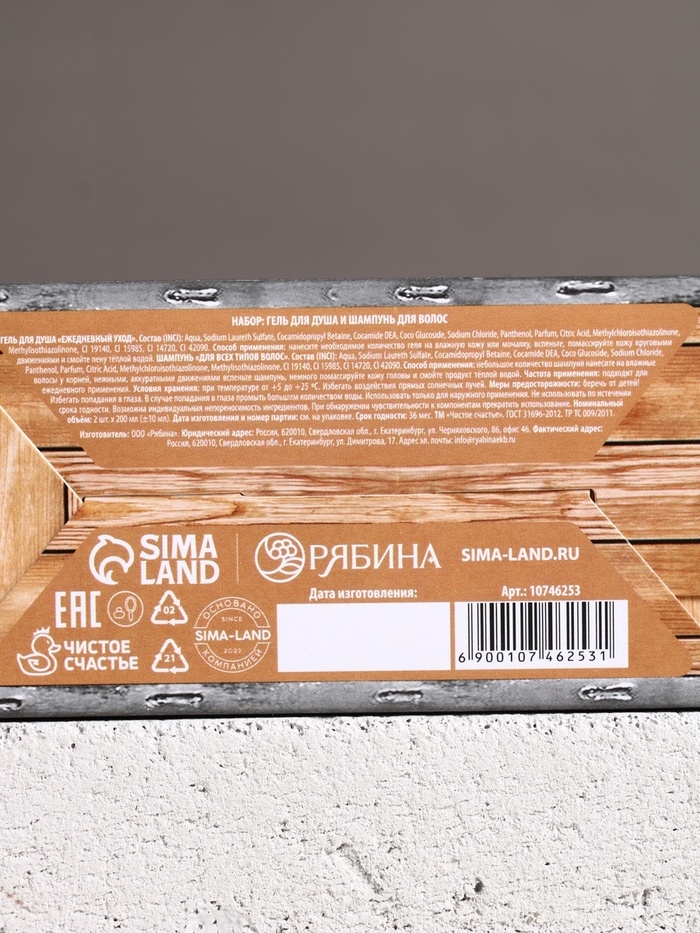 НАБОР: ГЕЛЬ ДЛЯ ДУША И ШАМПУНЬ ДЛЯ ВОЛОС
ГЕЛЬ ДЛЯ ДУША «ЕЖЕДНЕВНЫЙ УХОД». Состав (INCI): Aqua, Sodium Laureth Sulfate, Cocamidopropyl Betaine, Cocamide DEA, Coco Glucoside, Sodium Chloride, Panthenol, Parfum, Citric Acid, Methylchloroisothiazolinone,
Methylisothiazolinone, CI 19140, CI 15985, CI 14720, CI 42090. Способ применения: нанесите необходимое количество геля на влажную кожу или мочалку, вспеньте, помассируйте кожу круговыми
движениями и смойте пену тёплой водой. ШАМПУНЬ «ДЛЯ ВСЕХ ТИПОВ ВОЛОС». Состав (INCI): Aqua, Sodium Laureth Sulfate, Cocamidopropyl Betaine, Cocamide DEA, Coco Glucoside, Sodium Chloride,
Panthenol, Parfum, Citric Acid, Methylchloroisothiazolinone, Methylisothiazolinone, CI 19140, CI 15985, CI 14720, CI 42090. Способ применения: небольшое количество шампуня нанесите на влажные
волосы у корней, нежными, аккуратными движениями вспеньте шампунь, немного помассируйте кожу головы и смойте продукт тёплой водой. Частота применения: подходит для
ежедневного применения. Условия хранения: при температуре от +5 до +25 °C. Избегать воздействия прямых солнечных лучей. Меры предосторожности: беречь от детей!
Избегать попадания в глаза. В случае попадания в глаза промыть большим количеством воды. Использовать только для наружного применения. Не использовать по истечении
срока годности. Возможна индивидуальная непереносимость ингредиентов. При обнаружении чувствительности к компонентам прекратить использование. Номинальный
объём: 2 шт. x 200 мл (±10 мл). Дата изготовления и номер партии: см. на упаковке. Срок годности: 36 мес. ТМ «Чистое счастье». ГОСТ 31696-2012. ТР ТС 009/2011.
Изготовитель: ООО «Рябина». Юридический адрес: Россия, 620010, Свердловская обл., г. Екатеринбург, ул. Черняховского, 86, офис 46. Фактический адрес:
Россия, 620010, Свердловская обл., г. Екатеринбург, ул. Димитрова, 17. Адрес эл. почты: info@ryabinaekb.ru
SIMA LAND
РЯБИНА
SIMA-LAND.RU
Дата изготовления:
Арт.: 10746253
EAC
02
ОСНОВАНО
SINCE
SIMA-LAND
2023
КОМПАНИЕЙ
ЧИСТОЕ СЧАСТЬЕ
21
6 900107 462531